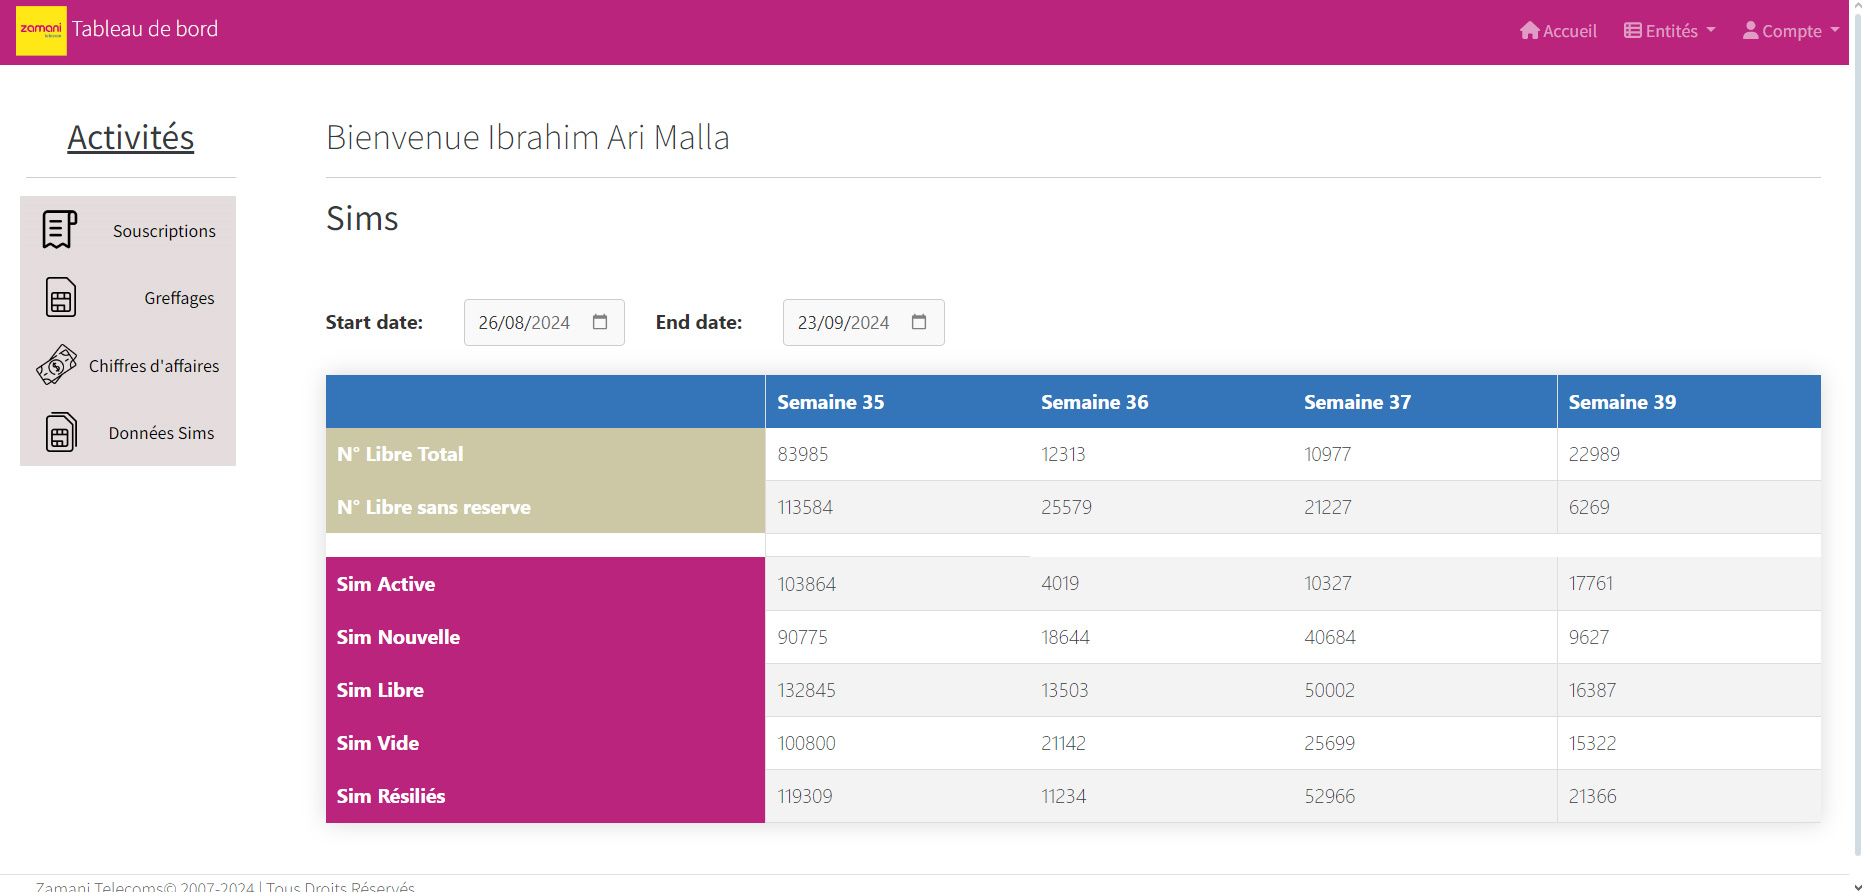 zamani
telecom
Tableau de bord
Accueil
Entités
Compte
Activités
Souscriptions
Greffages
Chiffres d'affaires
Données Sims
Bienvenue Ibrahim Ari Malla
Sims
Start date: 26/08/2024 End date: 23/09/2024
Semaine 35 Semaine 36 Semaine 37 Semaine 39
N° Libre Total 83985 12313 10977 22989
N° Libre sans reserve 113584 25579 21227 6269
Sim Active 103864 4019 10327 17761
Sim Nouvelle 90775 18644 40684 9627
Sim Libre 132845 13503 50002 16387
Sim Vide 100800 21142 25699 15322
Sim Résiliés 119309 11234 52966 21366
Zamani Telecoms© 2007-2024 | Tous Droits Réservés